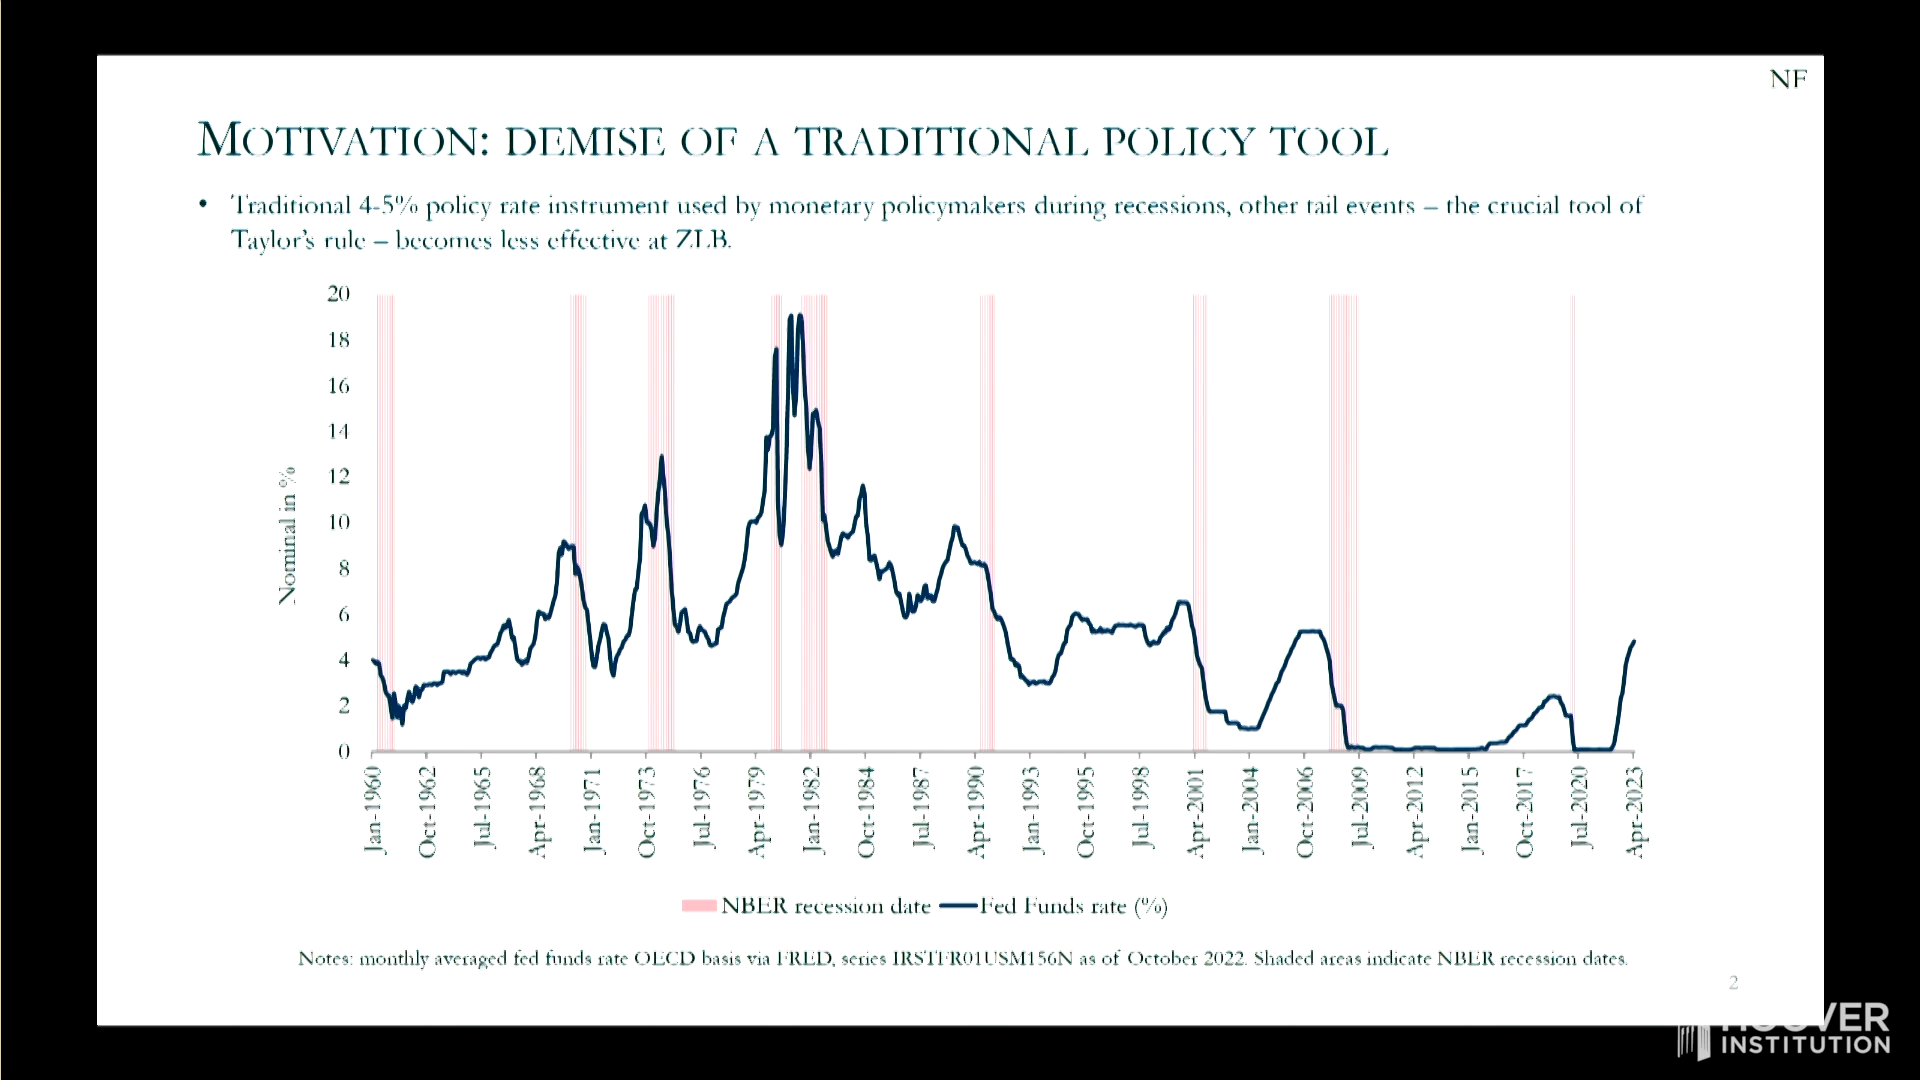 NF
MOTIVATION: DEMISE OF A TRADITIONAL POLICY TOOL
• Traditional 4-5% policy rate instrument used by monetary policymakers during recessions, other tail events – the crucial tool of
Taylor's rule – becomes less effective at ZLB.
Nominal in %
20
18
16
14
12
10
8
6
4
2
0
Jan-1960
Oct-1962
Jul-1965
Apr-1968
Jan-1971
Oct-1973
Jul-1976
Apr-1979
Jan-1982
Oct-1984
Jul-1987
Apr-1990
Jan-1993
Oct-1995
Jul-1998
Apr-2001
Jan-2004
Oct-2006
Jul-2009
Apr-2012
Jan-2015
Oct-2017
Jul-2020
Apr-2023
NBER recession date
Fed Funds rate (%)
Notes: monthly averaged fed funds rate OECD basis via FRED, series IRSTFR01USM156N as of October 2022. Shaded areas indicate NBER recession dates.
2
HOOVER
INSTITUTION